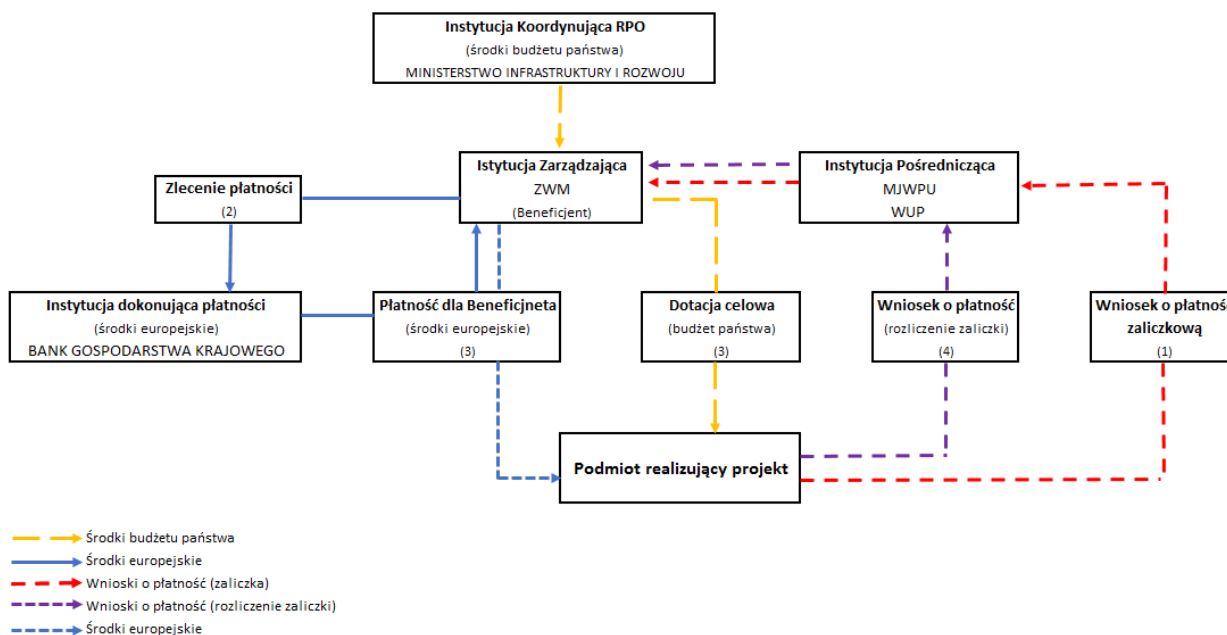 Instytucja Koordynująca RPO
(środki budżetu państwa)
MINISTERSTWO INFRASTRUKTURY I ROZWOJU
Istytucja Zarządzająca
ZWM
(Beneficjent)
Instytucja Pośrednicząca
MJWPU
WUP
Zlecenie płatności
(2)
Instytucja dokonująca płatności
(środki europejskie)
BANK GOSPODARSTWA KRAJOWEGO
Płatność dla Beneficjneta
(środki europejskie)
(3)
Dotacja celowa
(budżet państwa)
(3)
Wniosek o płatność
(rozliczenie zaliczki)
(4)
Wniosek o płatność
zaliczkową
(1)
Podmiot realizujący projekt
Środki budżetu państwa
Środki europejskie
Wnioski o płatność (zaliczka)
Wnioski o płatność (rozliczenie zaliczki)
Środki europejskie